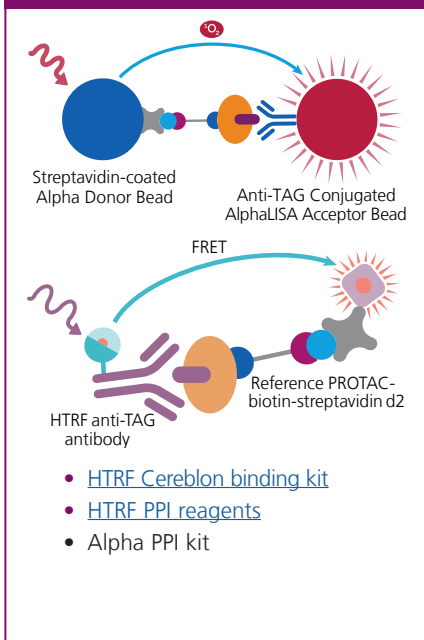 ¹O₂
Streptavidin-coated
Alpha Donor Bead
Anti-TAG Conjugated
AlphaLISA Acceptor Bead
FRET
Reference PROTAC-
biotin-streptavidin d2
HTRF anti-TAG
antibody
• HTRF Cereblon binding kit
• HTRF PPI reagents
• Alpha PPI kit